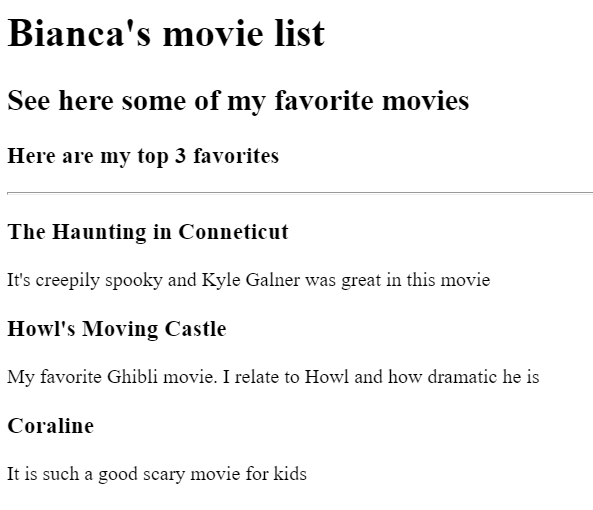 Bianca's movie list
See here some of my favorite movies
Here are my top 3 favorites
The Haunting in Conneticut
It's creepily spooky and Kyle Galner was great in this movie
Howl's Moving Castle
My favorite Ghibli movie. I relate to Howl and how dramatic he is
Coraline
It is such a good scary movie for kids